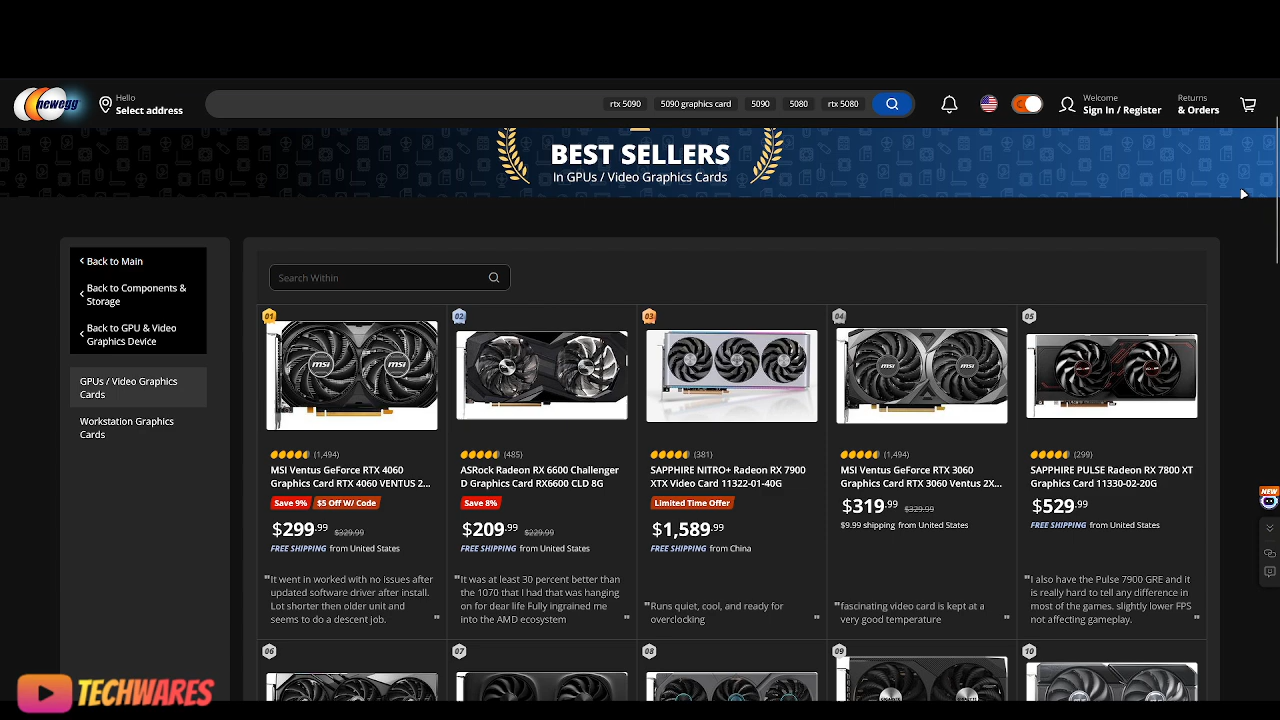 newegg
Hello
Select address
rtx 5090
5090 graphics card
5090
5080
rtx 5080
Welcome
Sign In / Register
Returns
& Orders
BEST SELLERS
In GPUs / Video Graphics Cards
Back to Main
Back to Components &
Storage
Back to GPU & Video
Graphics Device
GPUs / Video Graphics
Cards
Workstation Graphics
Cards
Search Within
01
msi
msi
(1,494)
MSI Ventus GeForce RTX 4060
Graphics Card RTX 4060 VENTUS 2...
Save 9%
$5 Off W/ Code
$299.99 $329.99
FREE SHIPPING from United States
"It went in worked with no issues after
updated software driver after install.
Lot shorter then older unit and
seems to do a descent job. "
02
(485)
ASRock Radeon RX 6600 Challenger
D Graphics Card RX6600 CLD 8G
Save 8%
$209.99 $229.99
FREE SHIPPING from United States
"It was at least 30 percent better than
the 1070 that I had that was hanging
on for dear life Fully ingrained me
into the AMD ecosystem "
03
(381)
SAPPHIRE NITRO+ Radeon RX 7900
XTX Video Card 11322-01-40G
Limited Time Offer
$1,589.99
FREE SHIPPING from China
"Runs quiet, cool, and ready for
overclocking "
04
msi
msi
(1,494)
MSI Ventus GeForce RTX 3060
Graphics Card RTX 3060 Ventus 2X...
$319.99 $329.99
$9.99 shipping from United States
"fascinating video card is kept at a
very good temperature "
05
(299)
SAPPHIRE PULSE Radeon RX 7800 XT
Graphics Card 11330-02-20G
$529.99
FREE SHIPPING from United States
"I also have the Pulse 7900 GRE and it
is really hard to tell any difference in
most of the games. slightly lower FPS
not affecting gameplay. "
06
07
08
09
10
NEW
TECHWARES